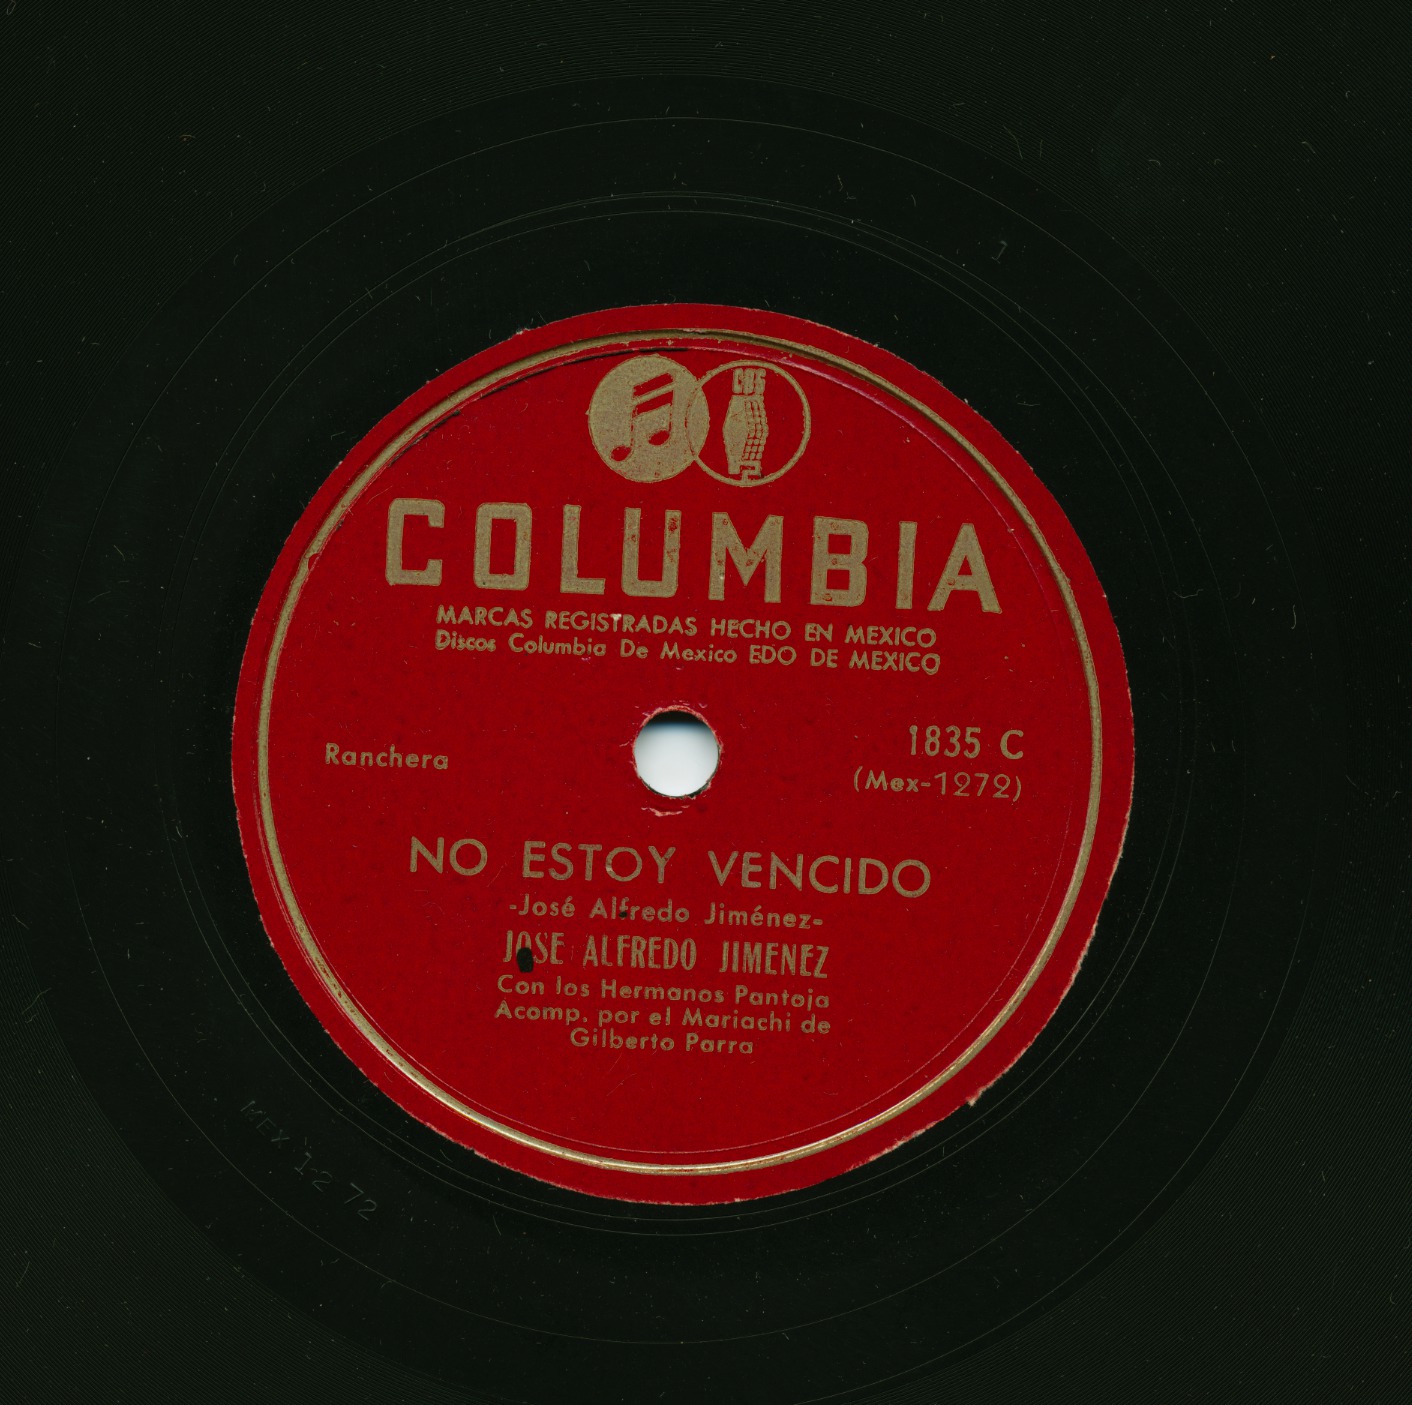 CBS
COLUMBIA
MARCAS REGISTRADAS HECHO EN MEXICO
Discos Columbia De Mexico EDO DE MEXICO
Ranchera
1835 C
(Mex-1272)
NO ESTOY VENCIDO
-José Alfredo Jiménez-
JOSE ALFREDO JIMENEZ
Con los Hermanos Pantoja
Acomp. por el Mariachi de
Gilberto Parra
MEX 1272